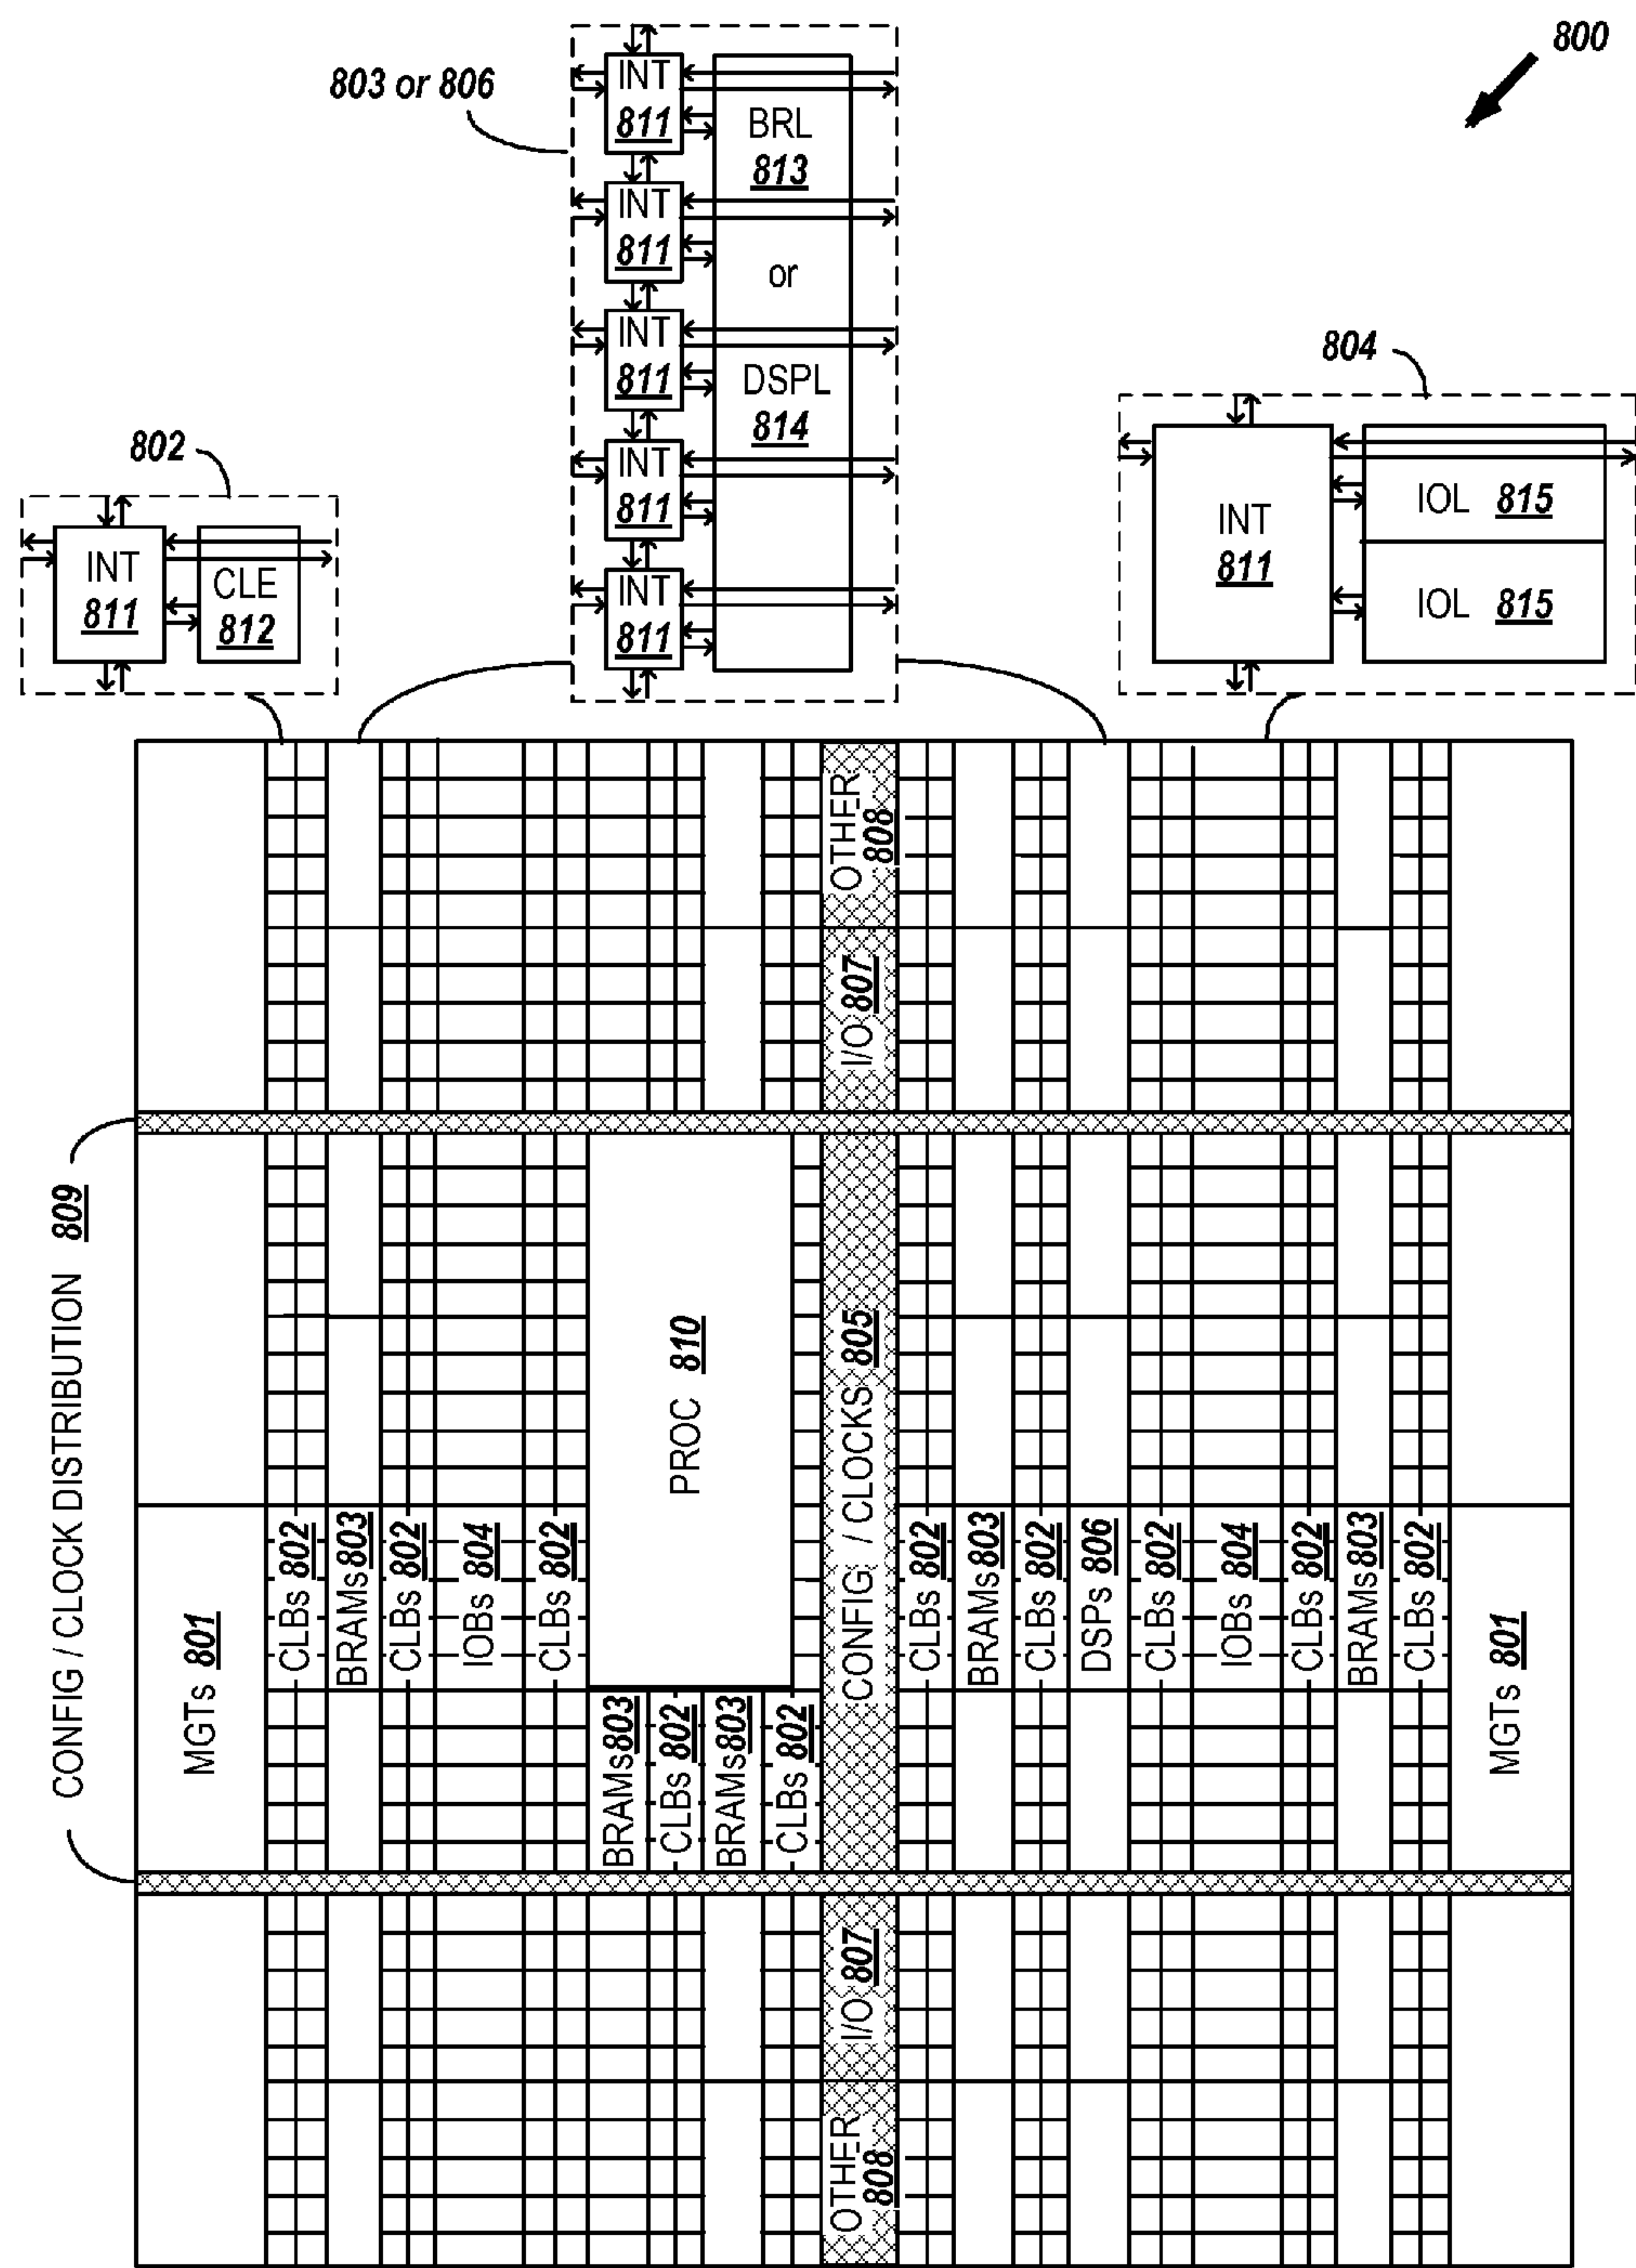 800
803 or 806
INT
811
INT
811
INT
811
INT
811
INT
811
BRL
813
or
DSPL
814
804
INT
811
IOL 815
IOL 815
802
INT
811
CLE
812
OTHER
808
I/O 807
CONFIG / CLOCK DISTRIBUTION 809
PROC 810
CONFIG / CLOCKS 805
MGTs 801
CLBs 802
BRAMs 803
CLBs 802
IOBs 804
CLBs 802
BRAMs 803
CLBs 802
BRAMs 803
CLBs 802
CLBs 802
BRAMs 803
CLBs 802
DSPs 806
CLBs 802
IOBs 804
CLBs 802
BRAMs 803
CLBs 802
MGTs 801
I/O 807
OTHER
808